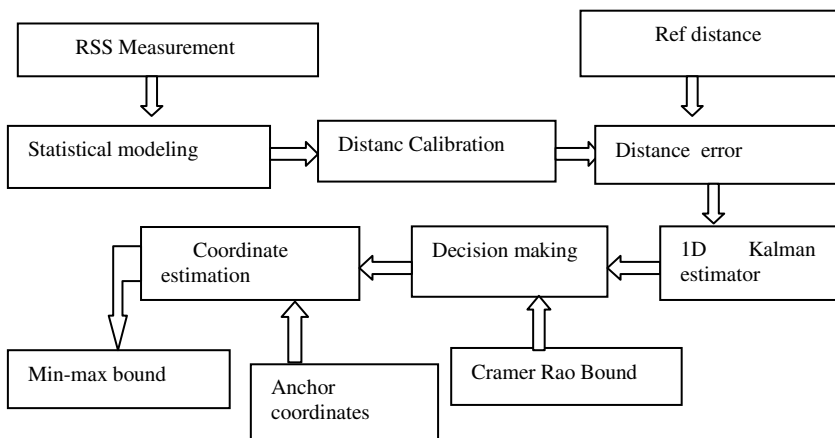 RSS Measurement
Ref distance
Statistical modeling
Distanc Calibration
Distance error
Coordinate
estimation
Decision making
1D Kalman
estimator
Min-max bound
Anchor
coordinates
Cramer Rao Bound